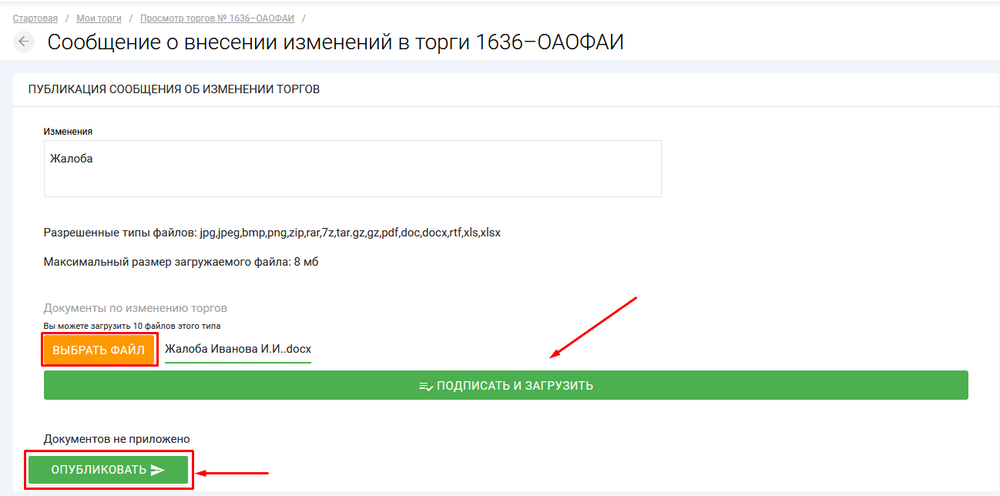 Стартовая / Мои торги / Просмотр торгов № 1636–ОАОФАИ /
Сообщение о внесении изменений в торги 1636–ОАОФАИ
ПУБЛИКАЦИЯ СООБЩЕНИЯ ОБ ИЗМЕНЕНИИ ТОРГОВ
Изменения
Жалоба
Разрешенные типы файлов: jpg,jpeg,bmp,png,zip,rar,7z,tar.gz,gz,pdf,doc,docx,rtf,xls,xlsx
Максимальный размер загружаемого файла: 8 мб
Документы по изменению торгов
Вы можете загрузить 10 файлов этого типа
ВЫБРАТЬ ФАЙЛ Жалоба Иванова И.И..docx
ПОДПИСАТЬ И ЗАГРУЗИТЬ
Документов не приложено
ОПУБЛИКОВАТЬ